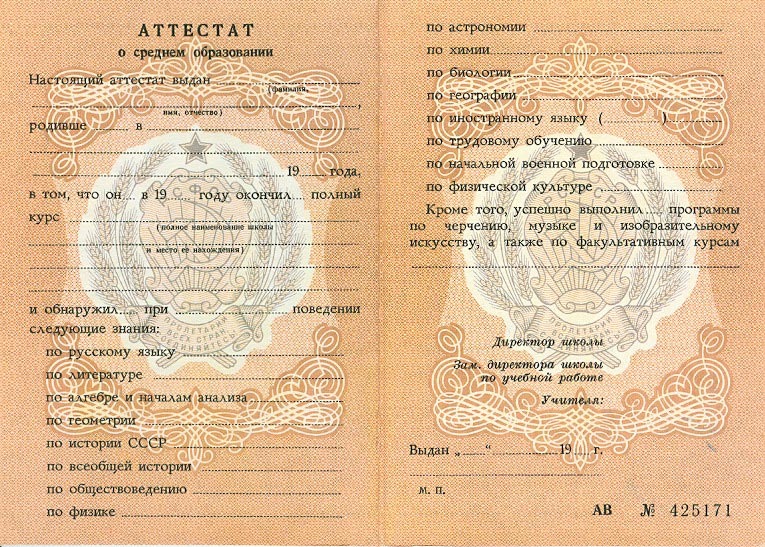 АТТЕСТАТ
о среднем образовании
Настоящий аттестат выдан
(фамилия,
имя, отчество)
родивше в
19 года,
в том, что он в 19 году окончил полный
курс
(полное наименование школы
и место ее нахождения)
и обнаружил при поведении
следующие знания:
по русскому языку
по литературе
по алгебре и началам анализа
по геометрии
по истории СССР
по всеобщей истории
по обществоведению
по физике
по астрономии
по химии
по биологии
по географии
по иностранному языку ( )
по трудовому обучению
по начальной военной подготовке
по физической культуре
Кроме того, успешно выполнил программы
по черчению, музыке и изобразительному
искусству, а также по факультативным курсам
Директор школы
Зам. директора школы
по учебной работе
Учителя:
Выдан „ “ 19 г.
м. п.
АВ № 425171